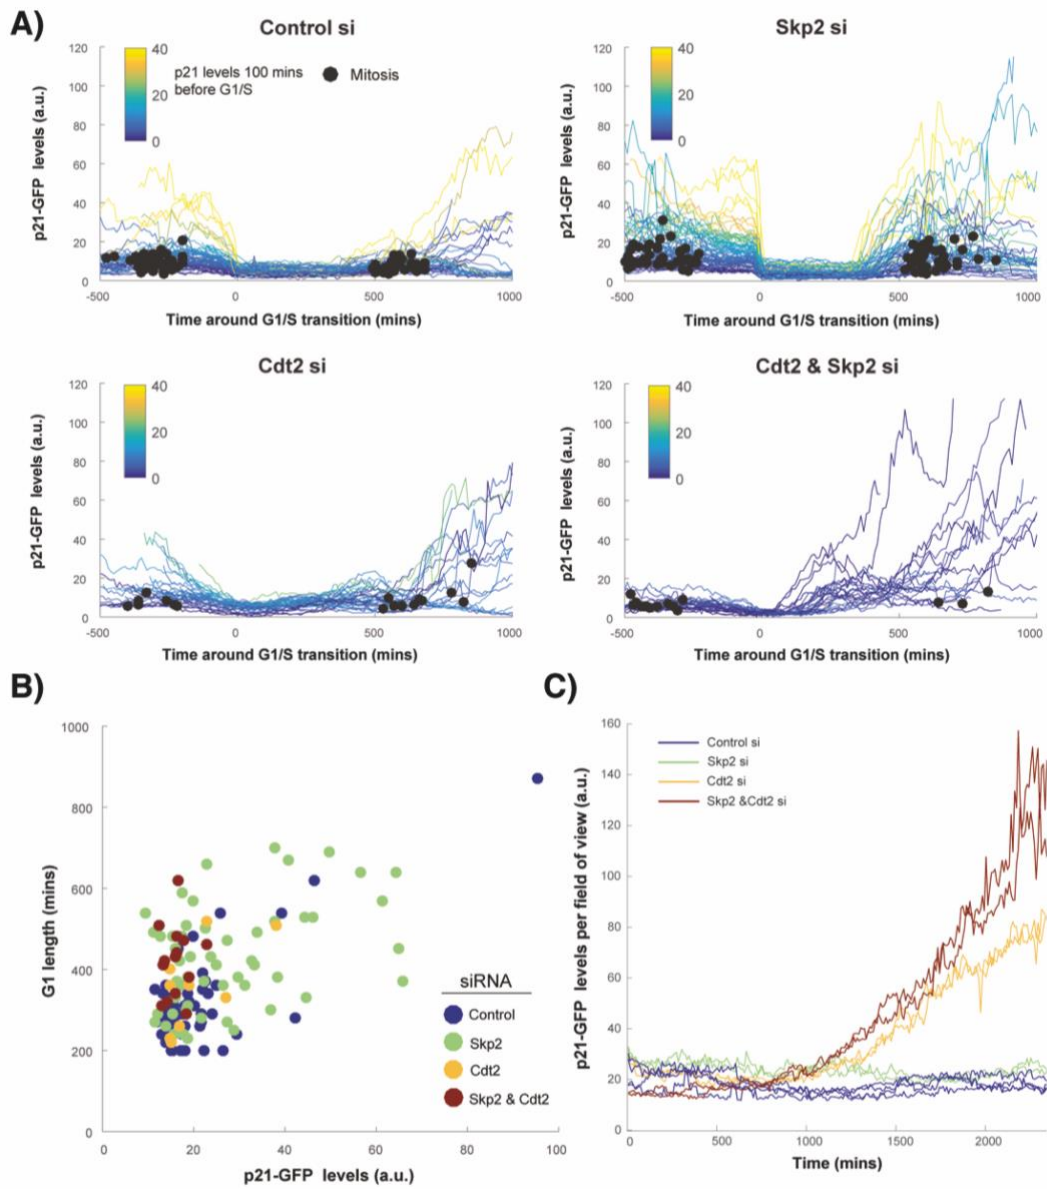 A)
Control si
120
100
80
60
40
20
0
p21-GFP levels (a.u.)
40
20
0
p21 levels 100 mins
before G1/S
Mitosis
-500
0
500
1000
Time around G1/S transition (mins)
Skp2 si
120
100
80
60
40
20
0
p21-GFP levels (a.u.)
40
20
0
-500
0
500
1000
Time around G1/S transition (mins)
Cdt2 si
120
100
80
60
40
20
0
p21-GFP levels (a.u.)
40
20
0
-500
0
500
1000
Time around G1/S transition (mins)
Cdt2 & Skp2 si
120
100
80
60
40
20
0
p21-GFP levels (a.u.)
40
20
0
-500
0
500
1000
Time around G1/S transition (mins)
B)
1000
800
600
400
200
0
G1 length (mins)
siRNA
Control
Skp2
Cdt2
Skp2 & Cdt2
0
20
40
60
80
100
p21-GFP levels (a.u.)
C)
160
140
120
100
80
60
40
20
0
p21-GFP levels per field of view (a.u.)
Control si
Skp2 si
Cdt2 si
Skp2 &Cdt2 si
0
500
1000
1500
2000
Time (mins)